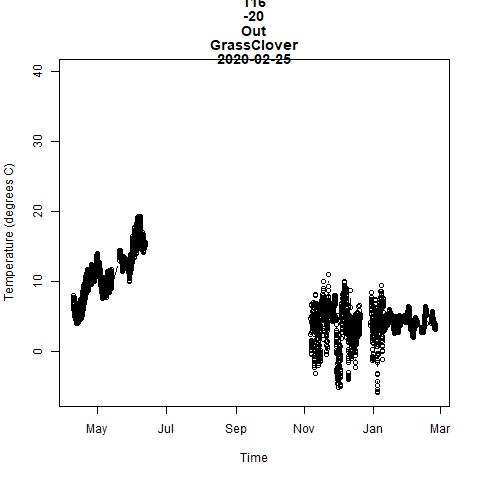 116
-20
Out
GrassClover
2020-02-25
Temperature (degrees C)
40
30
20
10
0
May Jul Sep Nov Jan Mar
Time